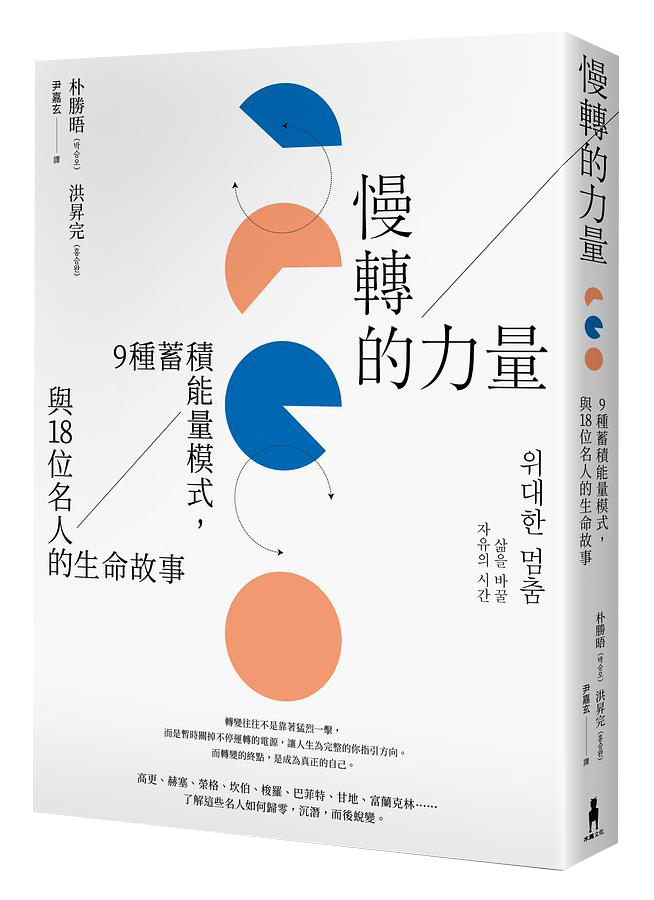 朴勝晤（박승오） 洪昇完（홍승완）
尹嘉玄——譯
慢轉
的力量
9種蓄積能量模式，
與18位名人的生命故事
위대한 멈춤
삶을 바꿀
자유의 시간
轉變往往不是靠著猛烈一擊，
而是暫時關掉不停運轉的電源，讓人生為完整的你指引方向。
而轉變的終點，是成為真正的自己。
高更、赫塞、榮格、坎伯、梭羅、巴菲特、甘地、富蘭克林……
了解這些名人如何歸零，沉潛，而後蛻變。
慢轉的力量
9種蓄積能量模式，
與18位名人的生命故事
朴勝晤（박승오） 洪昇完（홍승완）
尹嘉玄——譯
木馬文化